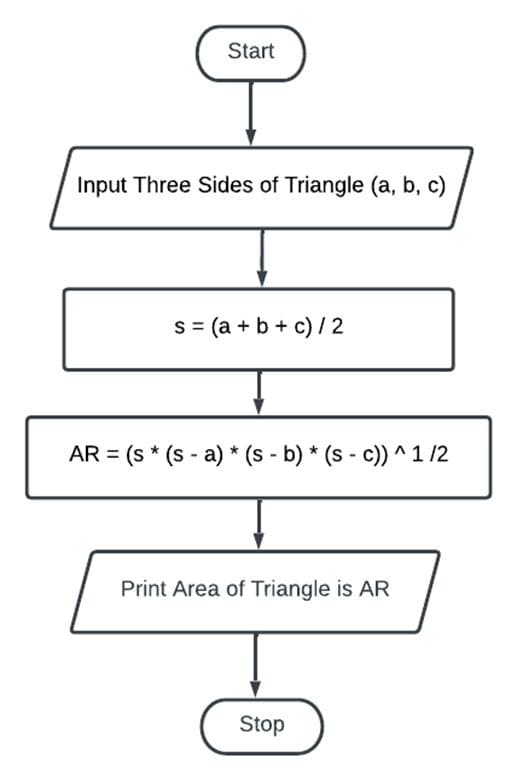 Start
Input Three Sides of Triangle (a, b, c)
s = (a + b + c) / 2
AR = (s * (s - a) * (s - b) * (s - c)) ^ 1 /2
Print Area of Triangle is AR
Stop